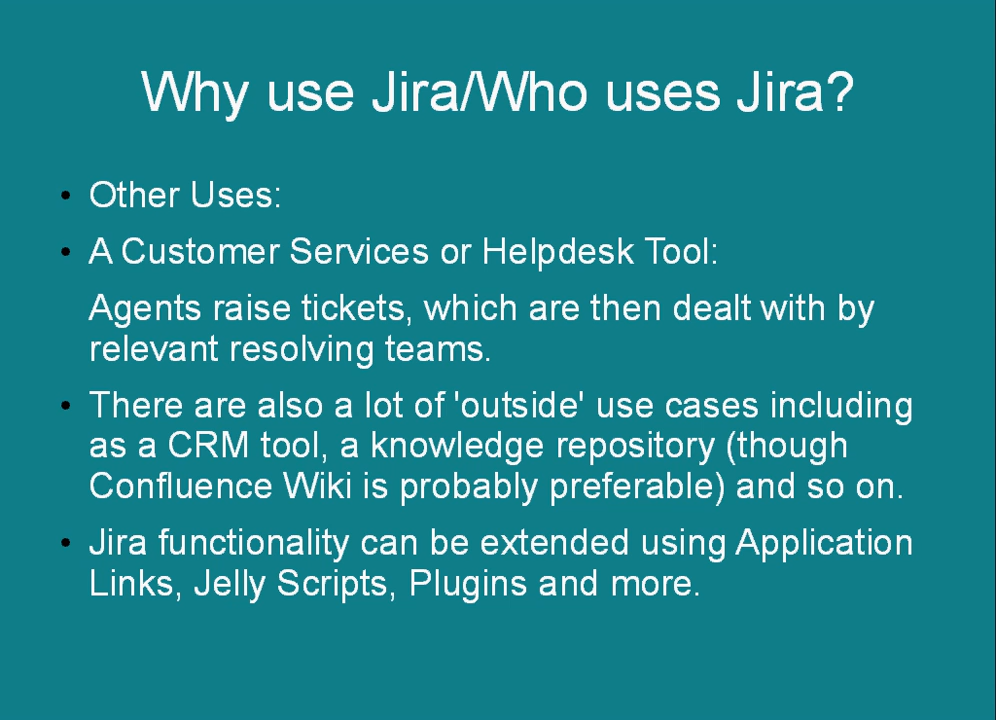 Why use Jira/Who uses Jira?
• Other Uses:
• A Customer Services or Helpdesk Tool:
Agents raise tickets, which are then dealt with by
relevant resolving teams.
• There are also a lot of 'outside' use cases including
as a CRM tool, a knowledge repository (though
Confluence Wiki is probably preferable) and so on.
• Jira functionality can be extended using Application
Links, Jelly Scripts, Plugins and more.